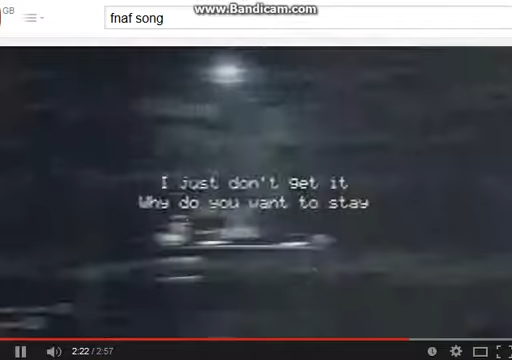 www.Bandicam.com
GB
fnaf song
I just don't get it
Why do you want to stay
2:22 / 2:57